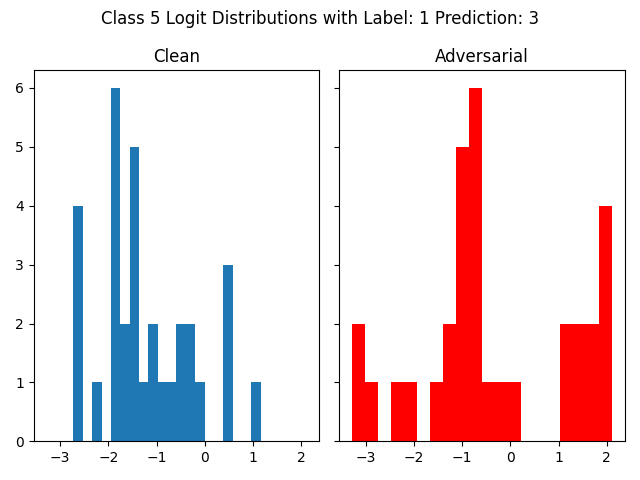 Class 5 Logit Distributions with Label: 1 Prediction: 3
Clean
Adversarial
6
5
4
3
2
1
0
−3 −2 −1 0 1 2
−3 −2 −1 0 1 2